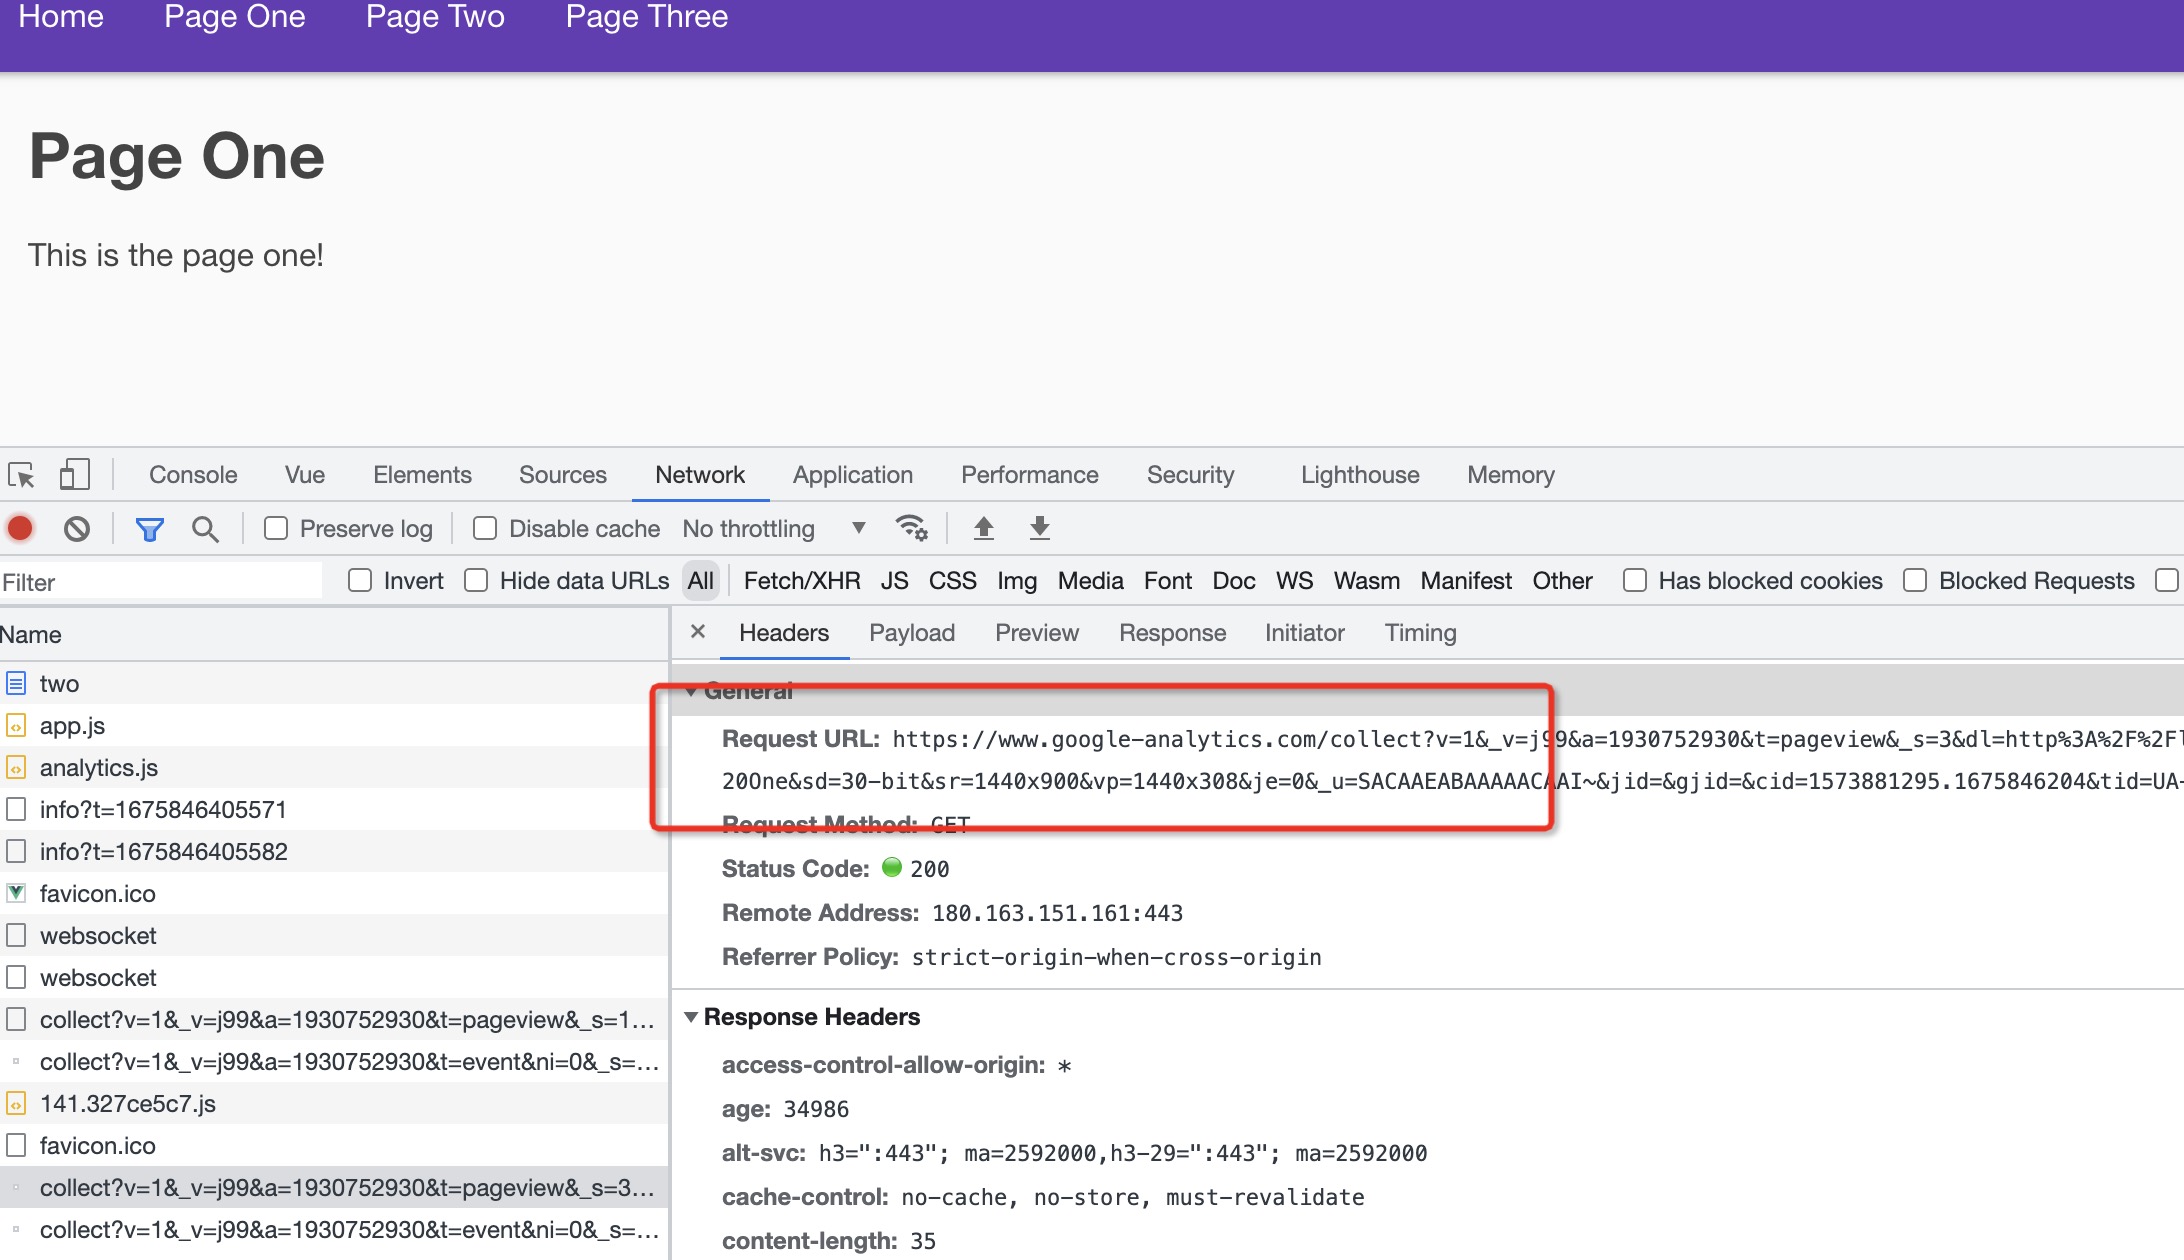 Home Page One Page Two Page Three
Page One
This is the page one!
Console Vue Elements Sources Network Application Performance Security Lighthouse Memory
Preserve log Disable cache No throttling
Filter Invert Hide data URLs All Fetch/XHR JS CSS Img Media Font Doc WS Wasm Manifest Other Has blocked cookies Blocked Requests
Name
two
app.js
analytics.js
info?t=1675846405571
info?t=1675846405582
favicon.ico
websocket
websocket
collect?v=1&_v=j99&a=1930752930&t=pageview&_s=1...
collect?v=1&_v=j99&a=1930752930&t=event&ni=0&_s=...
141.327ce5c7.js
favicon.ico
collect?v=1&_v=j99&a=1930752930&t=pageview&_s=3...
collect?v=1&_v=j99&a=1930752930&t=event&ni=0&_s=...
Headers Payload Preview Response Initiator Timing
General
Request URL: https://www.google-analytics.com/collect?v=1&_v=j99&a=1930752930&t=pageview&_s=3&dl=http%3A%2F%2Fl
20One&sd=30-bit&sr=1440x900&vp=1440x308&je=0&_u=SACAAEABAAAAACAAI~&jid=&gjid=&cid=1573881295.1675846204&tid=UA-
Request Method: GET
Status Code: 200
Remote Address: 180.163.151.161:443
Referrer Policy: strict-origin-when-cross-origin
Response Headers
access-control-allow-origin: *
age: 34986
alt-svc: h3=":443"; ma=2592000,h3-29=":443"; ma=2592000
cache-control: no-cache, no-store, must-revalidate
content-length: 35